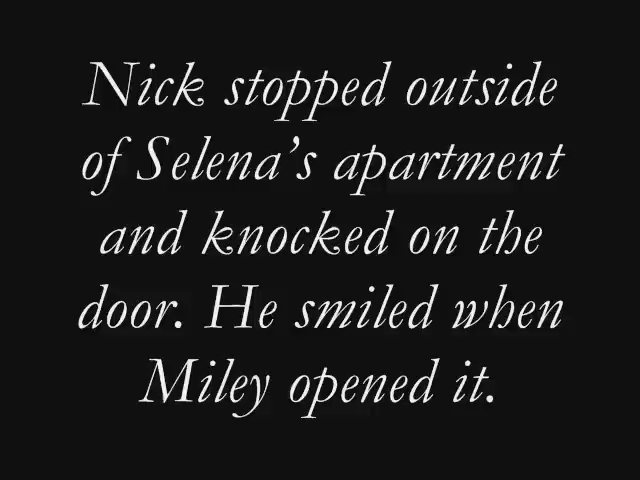 Nick stopped outside
of Selena’s apartment
and knocked on the
door. He smiled when
Miley opened it.